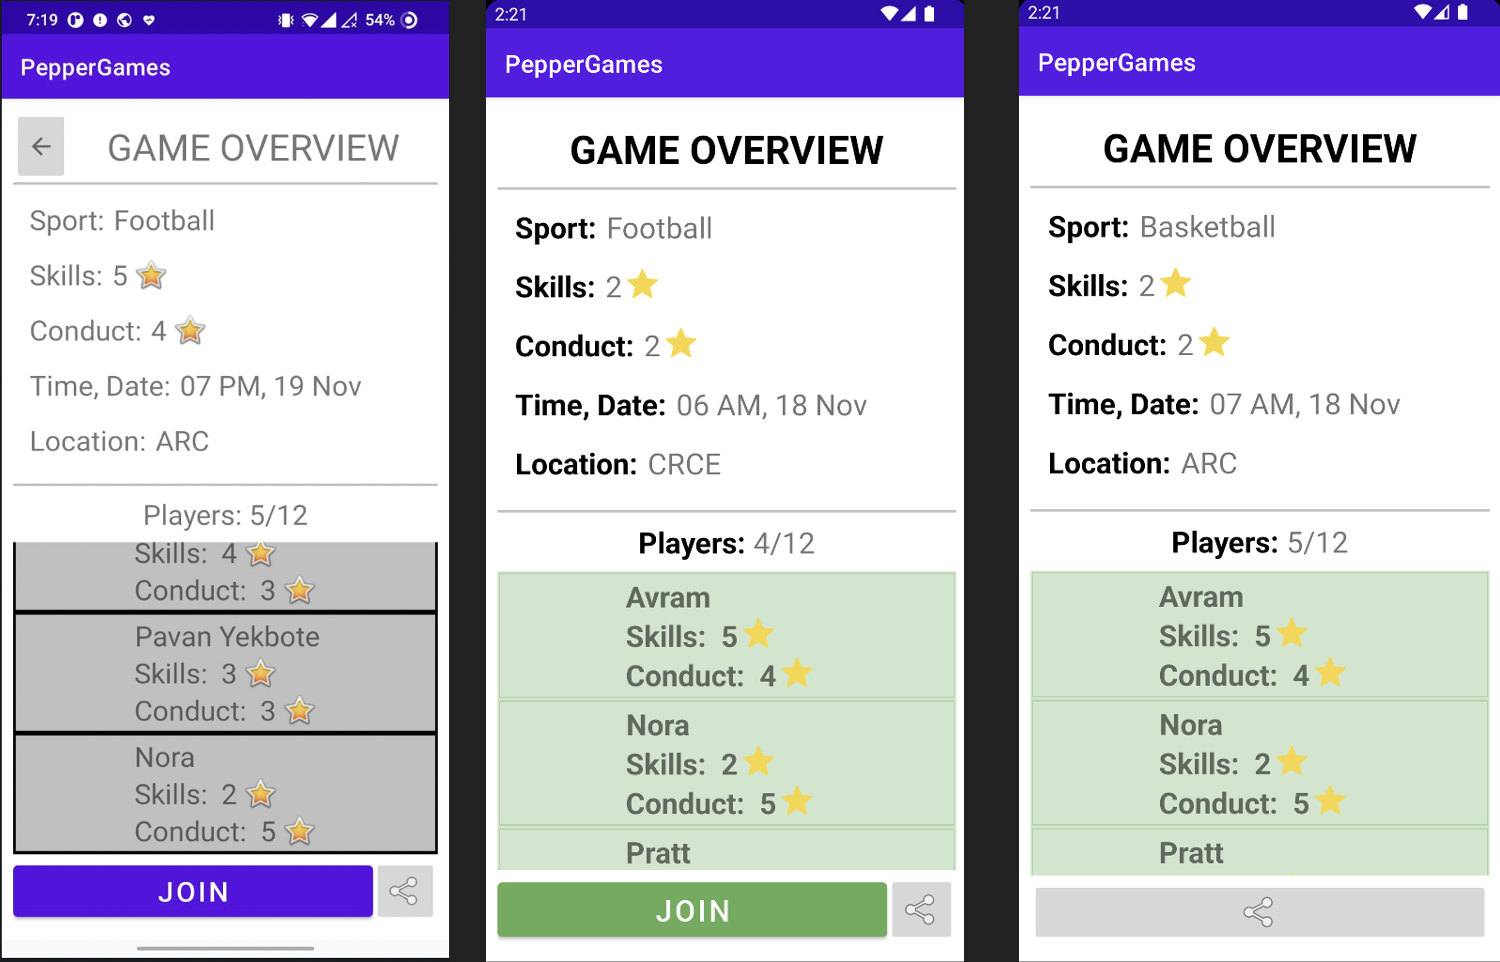 7:19 54%
PepperGames
GAME OVERVIEW
Sport: Football
Skills: 5
Conduct: 4
Time, Date: 07 PM, 19 Nov
Location: ARC
Players: 5/12
Skills: 4
Conduct: 3
Pavan Yekbote
Skills: 3
Conduct: 3
Nora
Skills: 2
Conduct: 5
JOIN
2:21
PepperGames
GAME OVERVIEW
Sport: Football
Skills: 2
Conduct: 2
Time, Date: 06 AM, 18 Nov
Location: CRCE
Players: 4/12
Avram
Skills: 5
Conduct: 4
Nora
Skills: 2
Conduct: 5
Pratt
JOIN
2:21
PepperGames
GAME OVERVIEW
Sport: Basketball
Skills: 2
Conduct: 2
Time, Date: 07 AM, 18 Nov
Location: ARC
Players: 5/12
Avram
Skills: 5
Conduct: 4
Nora
Skills: 2
Conduct: 5
Pratt